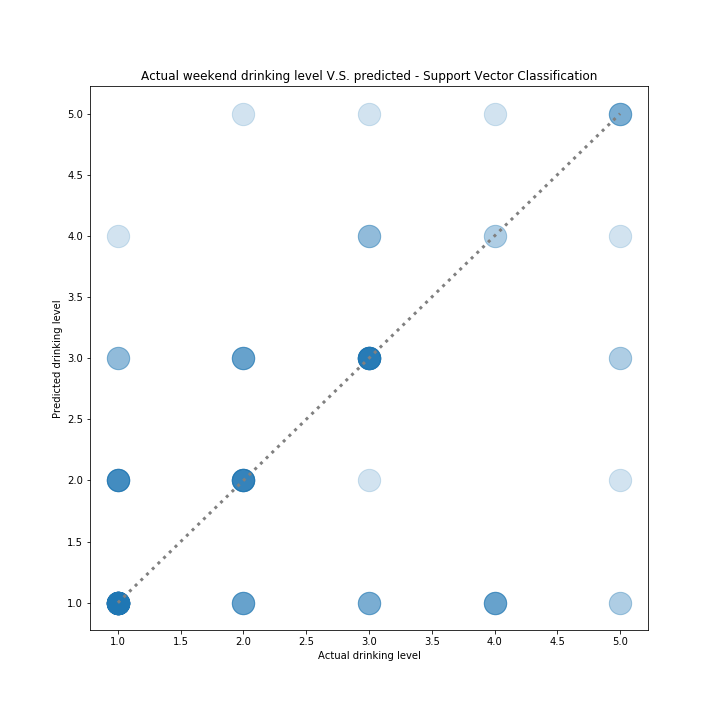 Actual weekend drinking level V.S. predicted - Support Vector Classification
5.0
4.5
4.0
3.5
3.0
2.5
2.0
1.5
1.0
Predicted drinking level
1.0 1.5 2.0 2.5 3.0 3.5 4.0 4.5 5.0
Actual drinking level